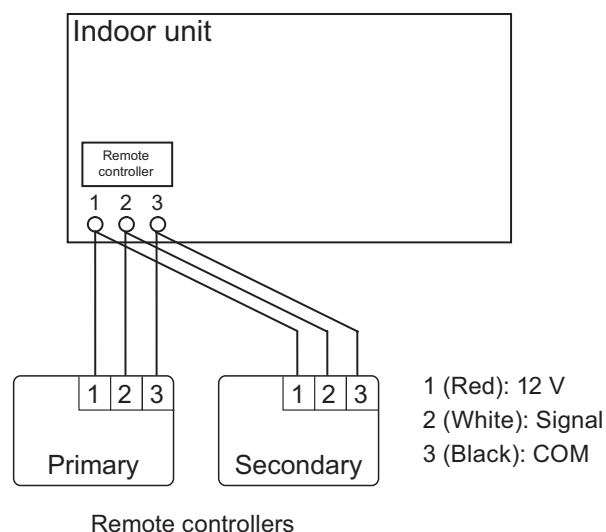 Indoor unit
Remote
controller
1 2 3
1 2 3
1 2 3
Primary
Secondary
1 (Red): 12 V
2 (White): Signal
3 (Black): COM
Remote controllers